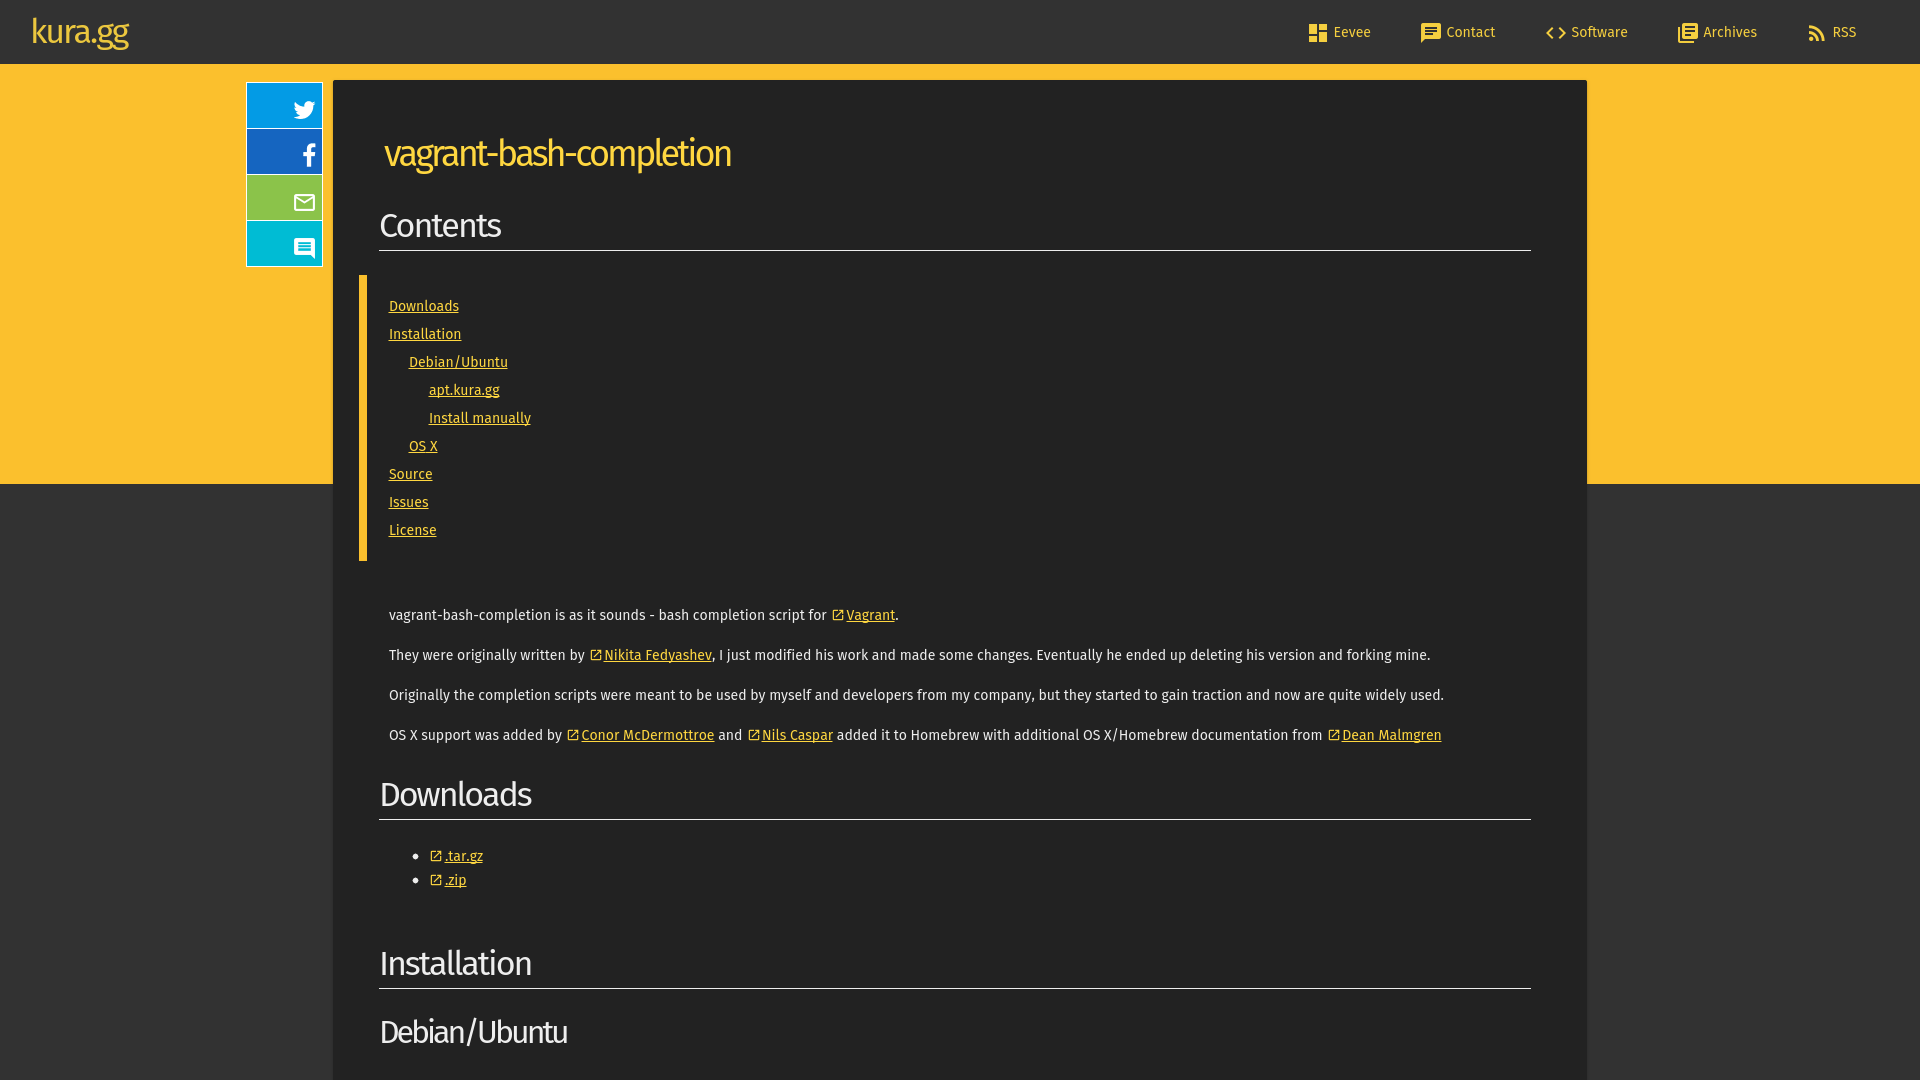 kura.gg
Eevee
Contact
Software
Archives
RSS
vagrant-bash-completion
Contents
Downloads
Installation
Debian/Ubuntu
apt.kura.gg
Install manually
OS X
Source
Issues
License
vagrant-bash-completion is as it sounds - bash completion script for Vagrant.
They were originally written by Nikita Fedyashev, I just modified his work and made some changes. Eventually he ended up deleting his version and forking mine.
Originally the completion scripts were meant to be used by myself and developers from my company, but they started to gain traction and now are quite widely used.
OS X support was added by Conor McDermottroe and Nils Caspar added it to Homebrew with additional OS X/Homebrew documentation from Dean Malmgren
Downloads
• .tar.gz
• .zip
Installation
Debian/Ubuntu